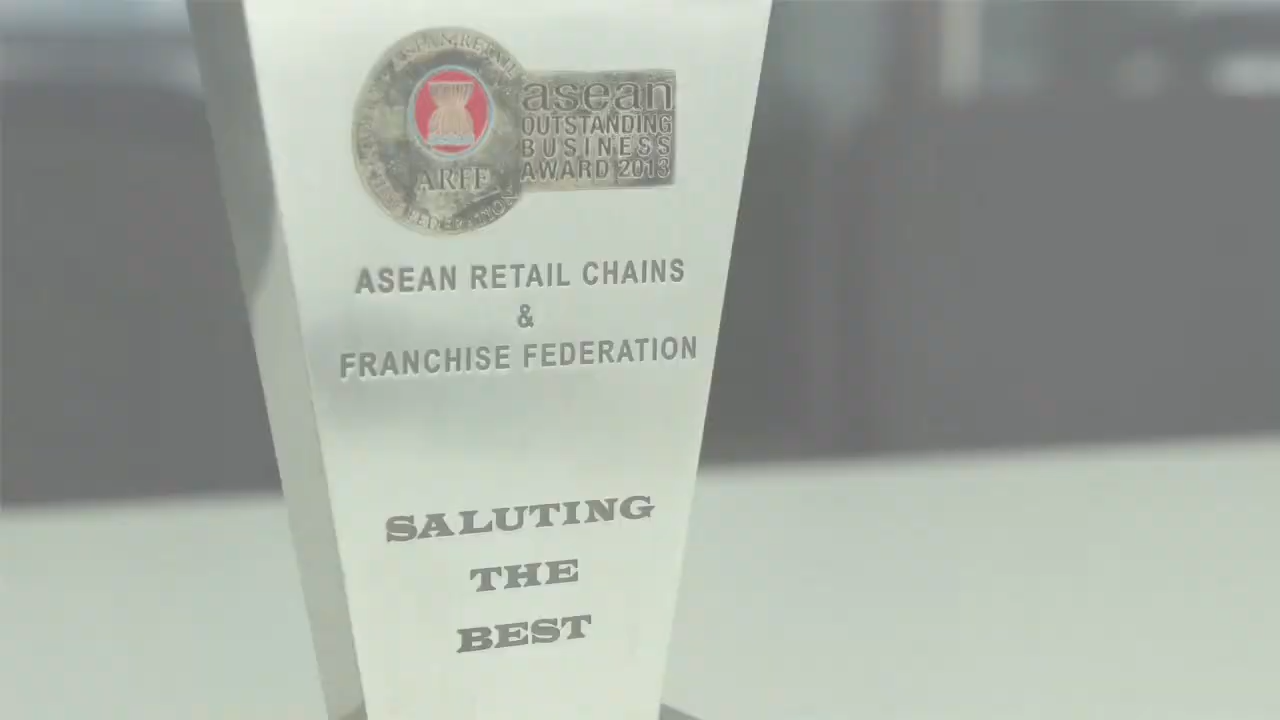 asean
OUTSTANDING
BUSINESS
AWARD 2013
ARFF
ASEAN RETAIL CHAINS
&
FRANCHISE FEDERATION
SALUTING
THE
BEST